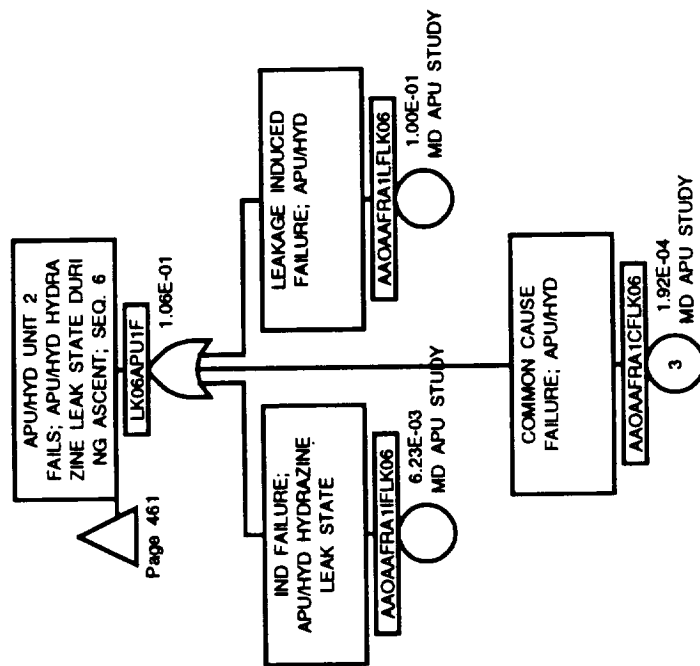 APU/HYD UNIT 2
FAILS; APU/HYD HYDRA
ZINE LEAK STATE DURI
NG ASCENT; SEQ. 6
LK06APU1F
1.06E-01
Page 461
IND FAILURE;
APU/HYD HYDRAZINE
LEAK STATE
AAOAAFRA1IFLK06
6.23E-03
MD APU STUDY
LEAKAGE INDUCED
FAILURE; APU/HYD
AAOAAFRA1LFLK06
1.00E-01
MD APU STUDY
COMMON CAUSE
FAILURE; APU/HYD
AAOAAFRA1CFLK06
3
1.92E-04
MD APU STUDY